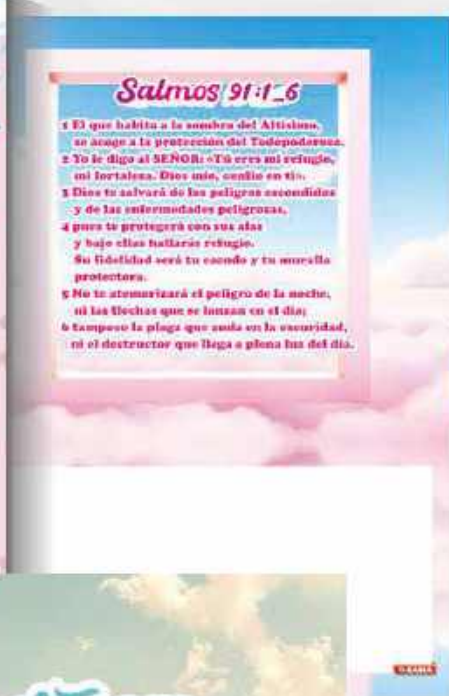 Salmos 91:1_6
1 El que habita a la sombra del Altísimo,
se acoge a la protección del Todopoderoso.
2 Yo le digo al SEÑOR: «Tú eres mi refugio,
mi fortaleza. Dios mío, confío en ti».
3 Dios te salvará de los peligros escondidos
y de las enfermedades peligrosas,
4 pues te protegerá con sus alas
y bajo ellas hallarás refugio.
Su fidelidad será tu escudo y tu muralla
protectora.
5 No te atemorizará el peligro de la noche,
ni las flechas que se lanzan en el día;
6 tampoco la plaga que anda en la oscuridad,
ni el destructor que llega a plena luz del día.